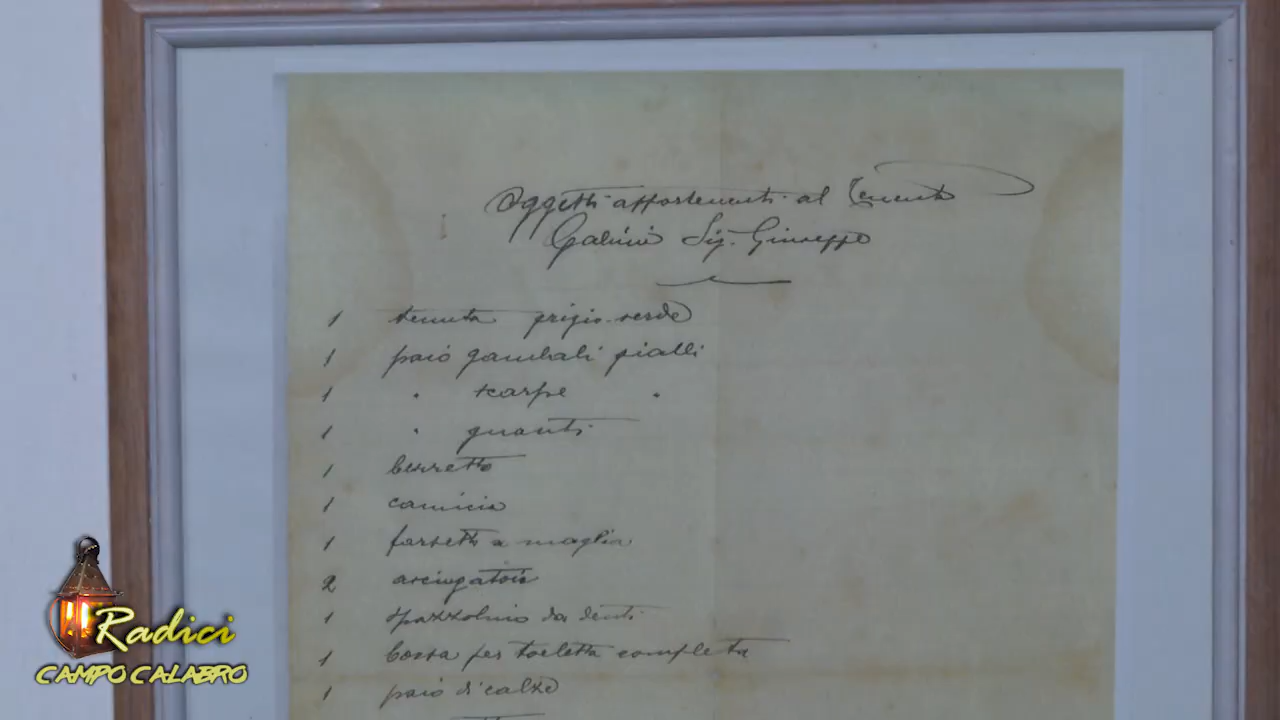 Oggetti appartenenti al Tenente
Sig. Giuseppe
1 tenuta grigio-verde
1 paio gambali gialli
1 " scarpe "
1 " guanti
1 berretto
1 camicia
1 farsetto a maglia
2 asciugatoi
1 spazzolino da denti
1 borsa per toeletta completa
1 paio di calze
Radici
CAMPO CALABRO